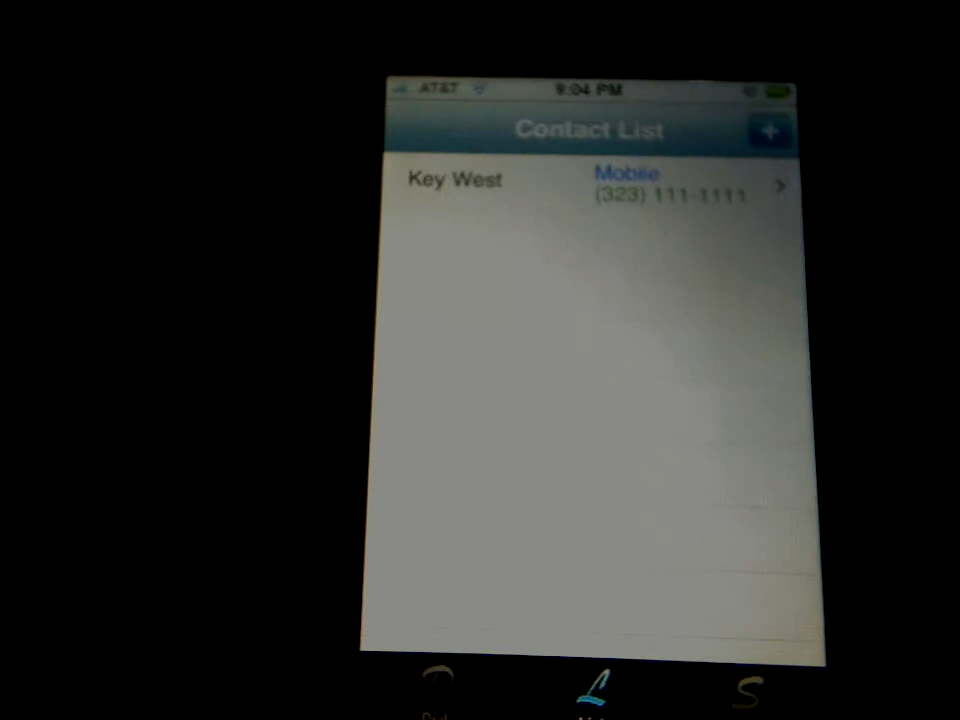 AT&T 9:04 PM
Contact List +
Key West
Mobile
(323) 111-1111
D L S